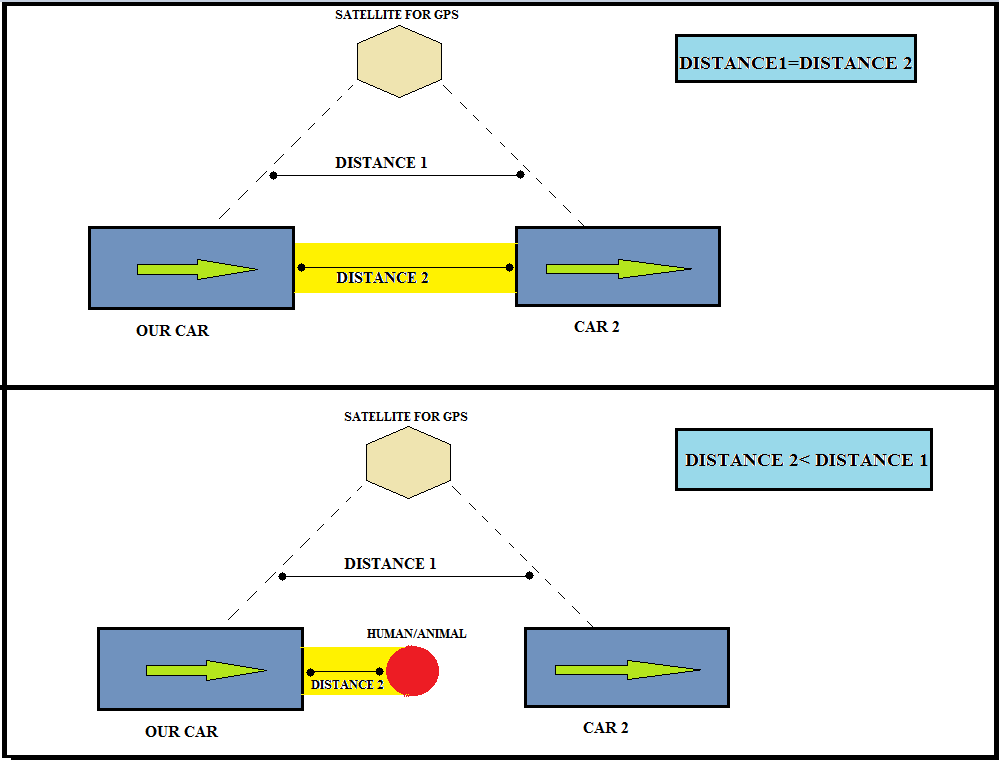 SATELLITE FOR GPS
DISTANCE1=DISTANCE 2
DISTANCE 1
DISTANCE 2
OUR CAR
CAR 2
SATELLITE FOR GPS
DISTANCE 2< DISTANCE 1
DISTANCE 1
HUMAN/ANIMAL
DISTANCE 2
OUR CAR
CAR 2